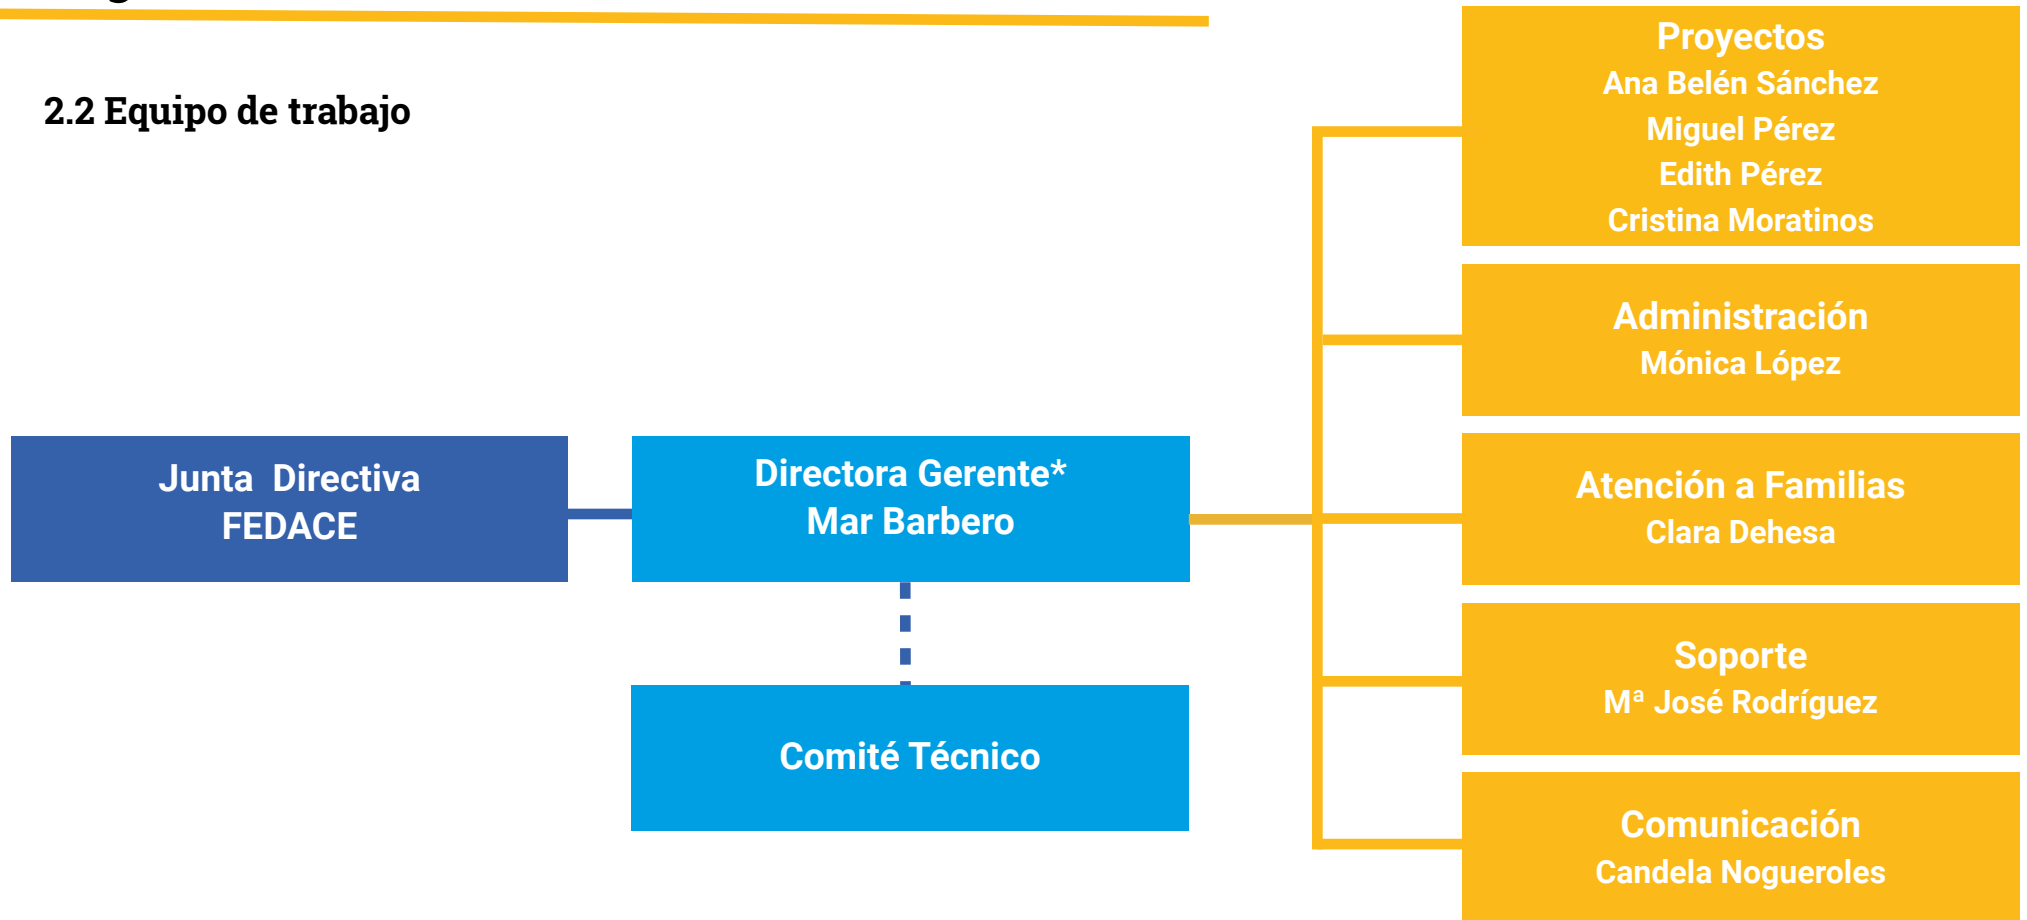 2.2 Equipo de trabajo
Junta Directiva
FEDACE
Directora Gerente*
Mar Barbero
Comité Técnico
Proyectos
Ana Belén Sánchez
Miguel Pérez
Edith Pérez
Cristina Moratinos
Administración
Mónica López
Atención a Familias
Clara Dehesa
Soporte
Mª José Rodríguez
Comunicación
Candela Nogueroles